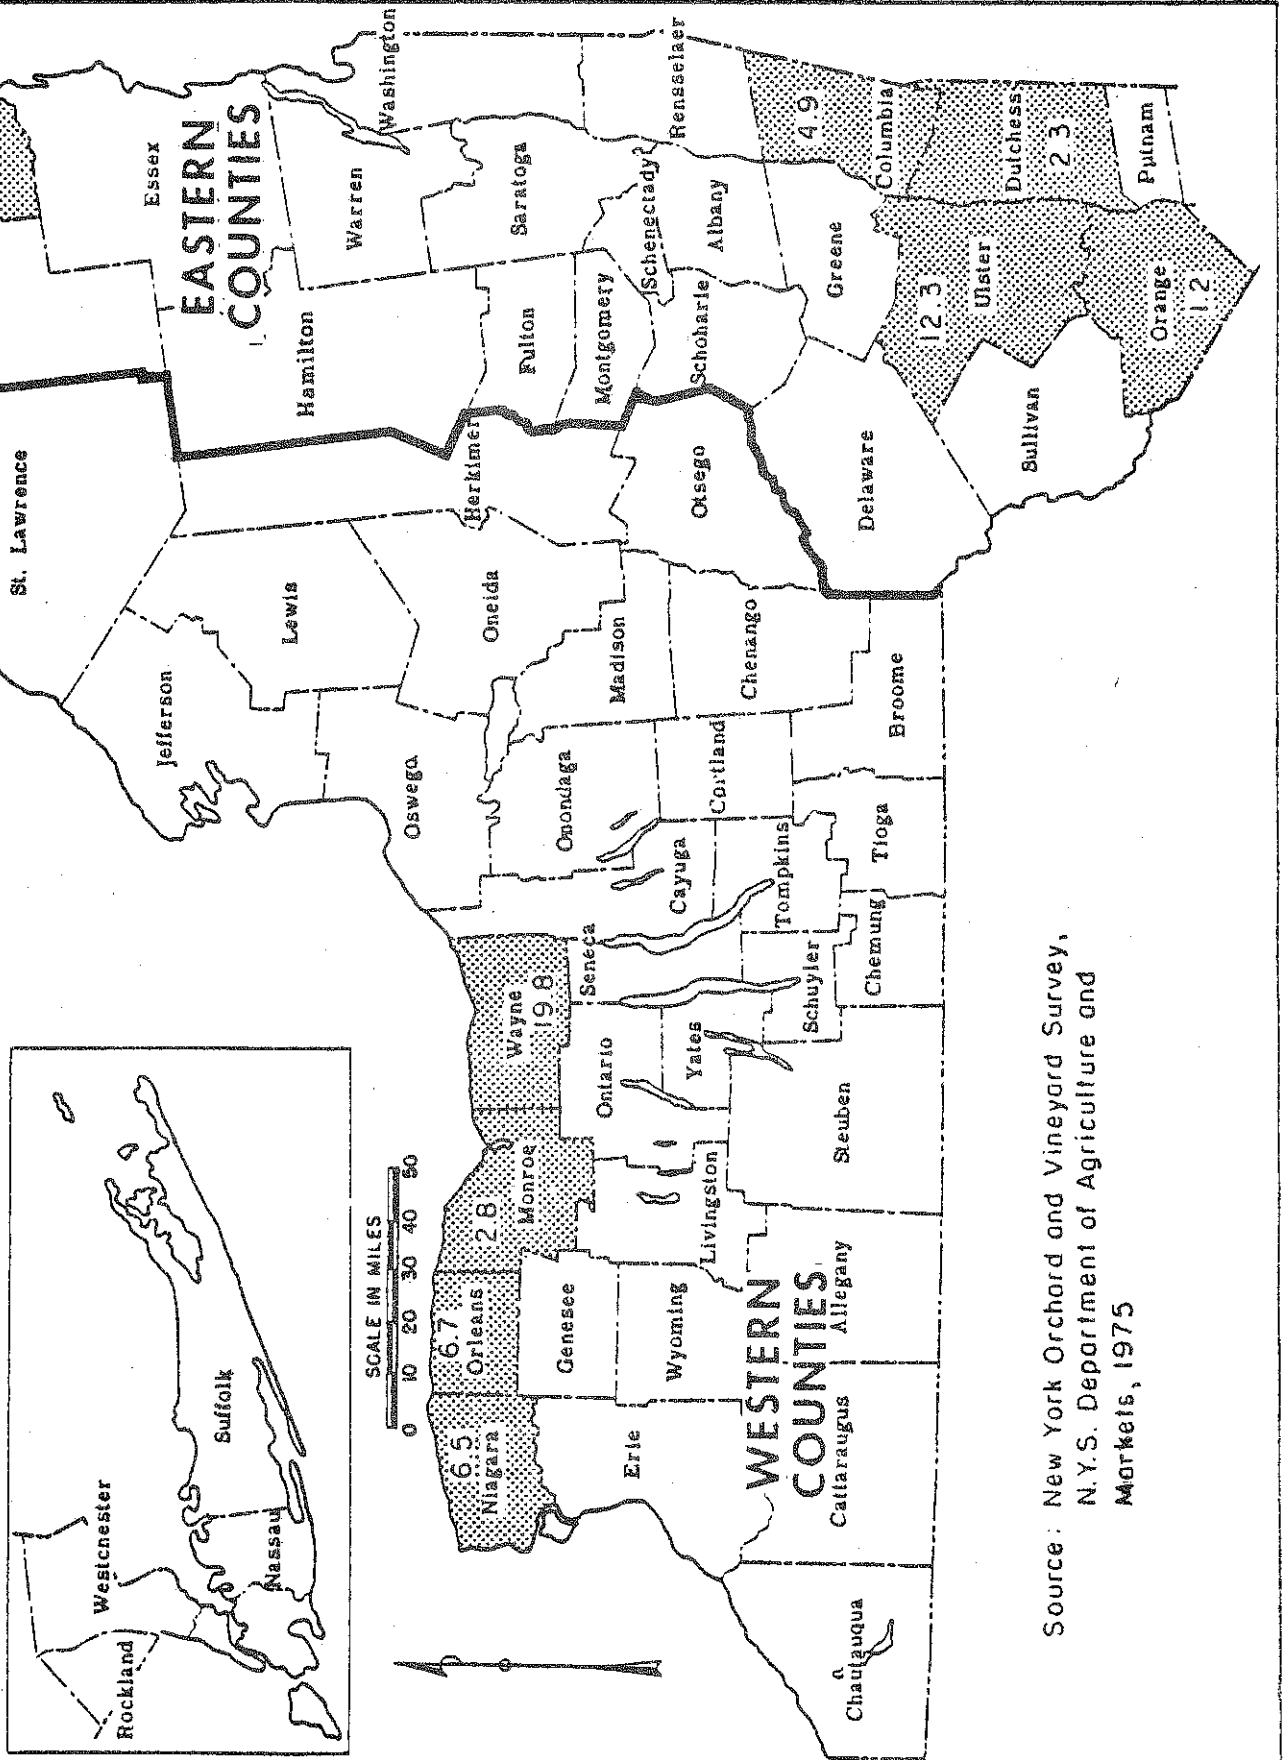 St. Lawrence
Essex
EASTERN
COUNTIES
Washington
Jefferson
Lewis
Hamilton
Warren
Herkimer
Oswego
Oneida
Fulton
Saratoga
Rensselaer
Montgomery
Schenectady
Onondaga
Madison
Otsego
Schoharie
Albany
Cayuga
Cortland
Chenango
Delaware
Greene
4.9
Columbia
12.3
Ulster
Dutchess
2.3
Sullivan
Orange
1.2
Putnam
Westcnester
Rockland
Suffolk
Nassau
SCALE IN MILES
0 10 20 30 40 50
6.5
Niagara
6.7
Orleans
2.8
Monroe
Wayne
19.8
Seneca
Ontario
Genesee
Erie
Wyoming
Livingston
Yates
Tompkins
Schuyler
WESTERN
COUNTIES
a
Chautauqua
Cattaraugus
Allegany
Steuben
Chemung
Tioga
Broome
Source: New York Orchard and Vineyard Survey,
N.Y.S. Department of Agriculture and
Markets, 1975